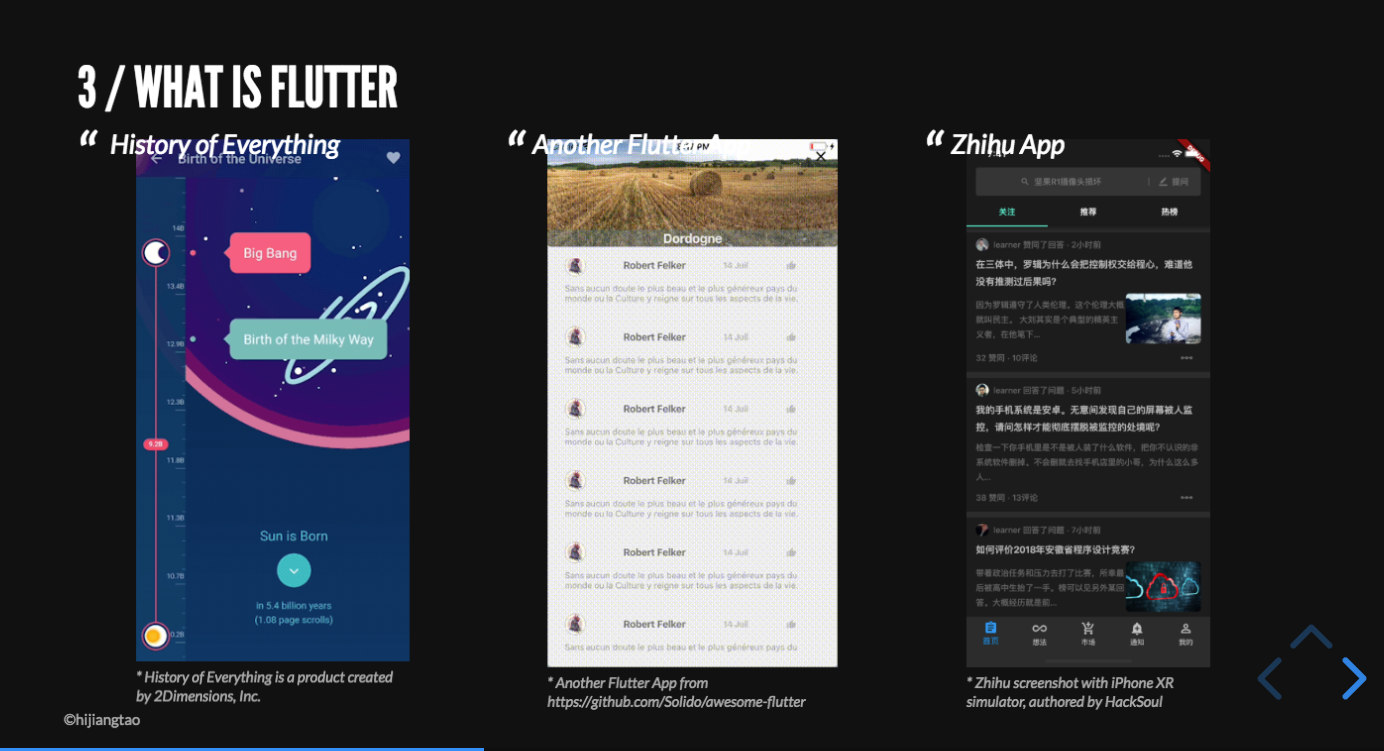 3 / WHAT IS FLUTTER
“ History of Everything
Birth of the Universe
14B
Big Bang
13.4B
12.9B
Birth of the Milky Way
12.3B
9.2B
11.8B
11.3B
Sun is Born
10.7B
In 5.4 billion years
(1.08 page scrolls)
0.2B
* History of Everything is a product created
by 2Dimensions, Inc.
“ Another Flutter App
PM
Dordogne
Robert Felker 14 Juil
Sans aucun doute le plus beau et le plus généreux pays du
monde ou la Culture y reigne sur tous les aspects de la vie.
Robert Felker 14 Juil
Sans aucun doute le plus beau et le plus généreux pays du
monde ou la Culture y reigne sur tous les aspects de la vie.
Robert Felker 14 Juil
Sans aucun doute le plus beau et le plus généreux pays du
monde ou la Culture y reigne sur tous les aspects de la vie.
Robert Felker 14 Juil
Sans aucun doute le plus beau et le plus généreux pays du
monde ou la Culture y reigne sur tous les aspects de la vie.
Robert Felker 14 Juil
Sans aucun doute le plus beau et le plus généreux pays du
monde ou la Culture y reigne sur tous les aspects de la vie.
Robert Felker 14 Juil
Sans aucun doute le plus beau et le plus généreux pays du
* Another Flutter App from
https://github.com/Solido/awesome-flutter
“ Zhihu App
DEBUG
坚果R1摄像头损坏 提问
关注 推荐 热榜
learner 赞同了回答 · 2小时前
在三体中，罗辑为什么会把控制权交给程心，难道他
没有推测过后果吗？
因为罗辑遵守了人类伦理。这个伦理大概
就叫民主。 大到其实是个典型的精英主
义者，在他笔下...
32 赞同 · 10评论
learner 回答了问题 · 5小时前
我的手机系统是安卓。无意间发现自己的屏幕被人监
控，请问怎样才能彻底摆脱被监控的处境呢？
检查一下你手机里是不是被人装了什么软件，把你不认识的非
系统软件删掉。不会删就去找手机店里的小哥，为什么这么多
人...
38 赞同 · 13评论
learner 回答了问题 · 7小时前
如何评价2018年安徽省程序设计竞赛？
带着政治任务和压力去打了比赛。所幸最
后被高中生抬了一手。榜可以见另外某回
答。大概经历就是前...
首页 想法 市场 通知 我的
* Zhihu screenshot with iPhone XR
simulator, authored by HackSoul
©hijiangtao